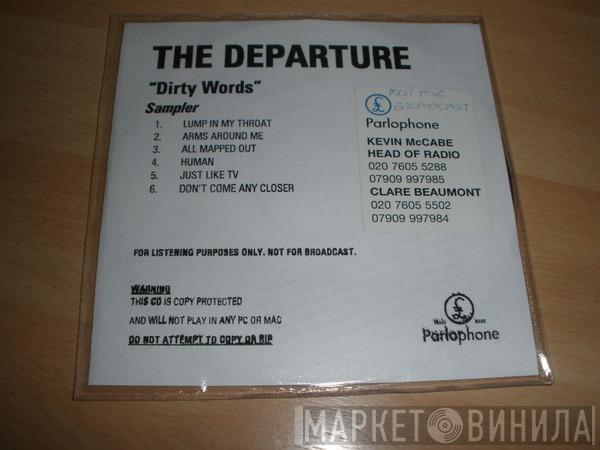 THE DEPARTURE
"Dirty Words"
Sampler
1. LUMP IN MY THROAT
2. ARMS AROUND ME
3. ALL MAPPED OUT
4. HUMAN
5. JUST LIKE TV
6. DON'T COME ANY CLOSER
£ NOT FOR
BROADCAST
Parlophone
KEVIN McCABE
HEAD OF RADIO
020 7605 5288
07909 997985
CLARE BEAUMONT
020 7605 5502
07909 997984
FOR LISTENING PURPOSES ONLY. NOT FOR BROADCAST.
WARNING
THIS CD IS COPY PROTECTED
AND WILL NOT PLAY IN ANY PC OR MAC
DO NOT ATTEMPT TO COPY OR RIP
£
TRADE MARK
Parlophone
МАРКЕТ ВИНИЛА